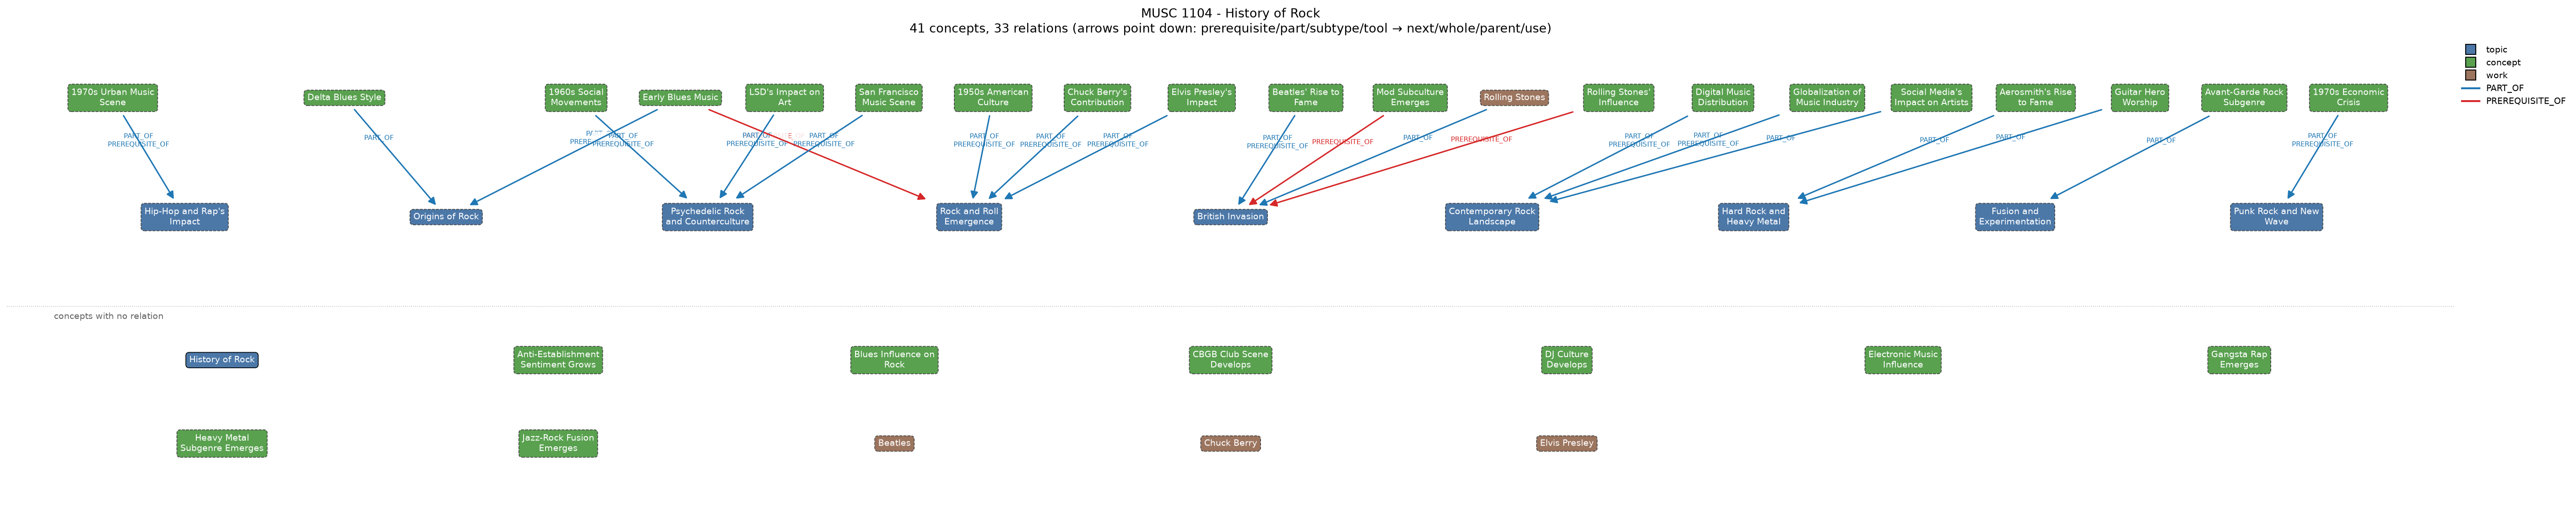 MUSC 1104 - History of Rock
41 concepts, 33 relations (arrows point down: prerequisite/part/subtype/tool → next/whole/parent/use)
topic
concept
work
PART_OF
PREREQUISITE_OF
1970s Urban Music
Scene
Delta Blues Style
1960s Social
Movements
Early Blues Music
LSD's Impact on
Art
San Francisco
Music Scene
1950s American
Culture
Chuck Berry's
Contribution
Elvis Presley's
Impact
Beatles' Rise to
Fame
Mod Subculture
Emerges
Rolling Stones
Rolling Stones'
Influence
Digital Music
Distribution
Globalization of
Music Industry
Social Media's
Impact on Artists
Aerosmith's Rise
to Fame
Guitar Hero
Worship
Avant-Garde Rock
Subgenre
1970s Economic
Crisis
PART_OF
PREREQUISITE_OF
PART_OF
PART_OF
PREREQUISITE_OF
PART_OF
PREREQUISITE_OF
PART_OF
PREREQUISITE_OF
PART_OF
PREREQUISITE_OF
PART_OF
PREREQUISITE_OF
PART_OF
PREREQUISITE_OF
PART_OF
PREREQUISITE_OF
PREREQUISITE_OF
PART_OF
PREREQUISITE_OF
PART_OF
PREREQUISITE_OF
PART_OF
PREREQUISITE_OF
PART_OF
PART_OF
PART_OF
PART_OF
PART_OF
PREREQUISITE_OF
Hip-Hop and Rap's
Impact
Origins of Rock
Psychedelic Rock
and Counterculture
Rock and Roll
Emergence
British Invasion
Contemporary Rock
Landscape
Hard Rock and
Heavy Metal
Fusion and
Experimentation
Punk Rock and New
Wave
concepts with no relation
History of Rock
Anti-Establishment
Sentiment Grows
Blues Influence on
Rock
CBGB Club Scene
Develops
DJ Culture
Develops
Electronic Music
Influence
Gangsta Rap
Emerges
Heavy Metal
Subgenre Emerges
Jazz-Rock Fusion
Emerges
Beatles
Chuck Berry
Elvis Presley